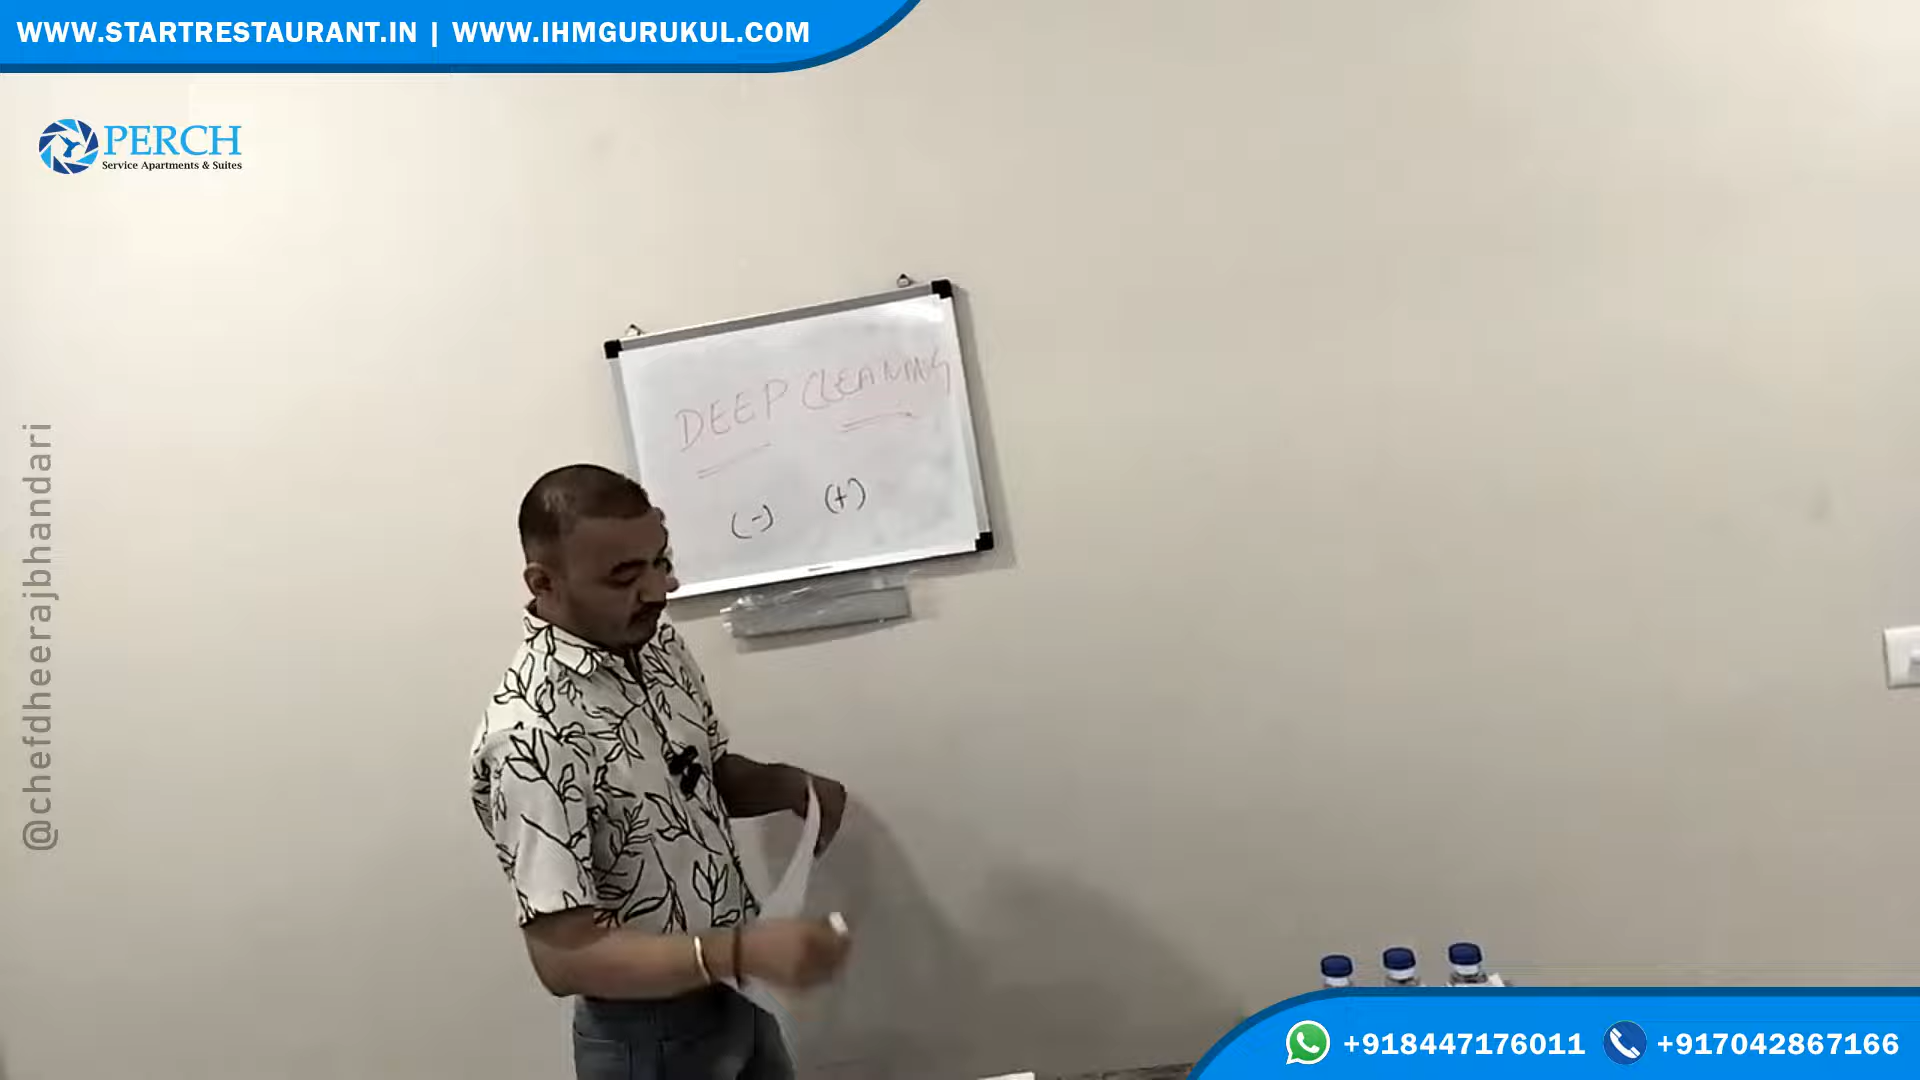 WWW.STARTRESTAURANT.IN | WWW.IHMGURUKUL.COM
PERCH
Service Apartments & Suites
DEEP CLEANING
(-) (+)
@chefdheerajbhandari
+918447176011 +917042867166